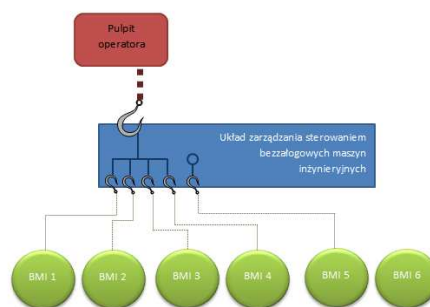 Pulpit
operatora
Układ zarządzania sterowaniem
bezzałogowych maszyn
inżynieryjnych
BMI 1
BMI 2
BMI 3
BMI 4
BMI 5
BMI 6